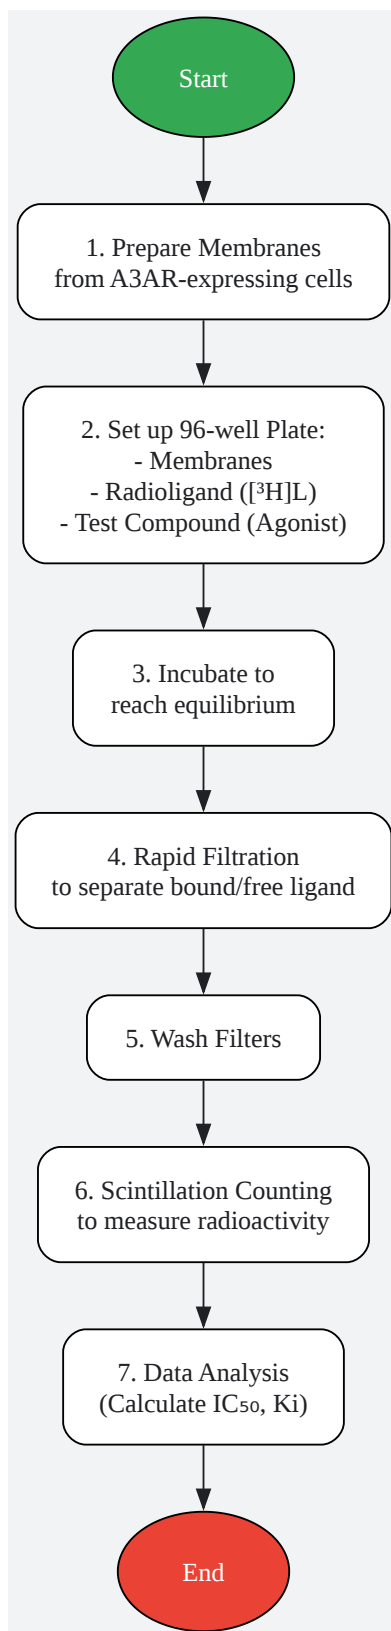 Start
1. Prepare Membranes
from A3AR-expressing cells
2. Set up 96-well Plate:
- Membranes
- Radioligand ([³H]L)
- Test Compound (Agonist)
3. Incubate to
reach equilibrium
4. Rapid Filtration
to separate bound/free ligand
5. Wash Filters
6. Scintillation Counting
to measure radioactivity
7. Data Analysis
(Calculate IC₅₀, Ki)
End